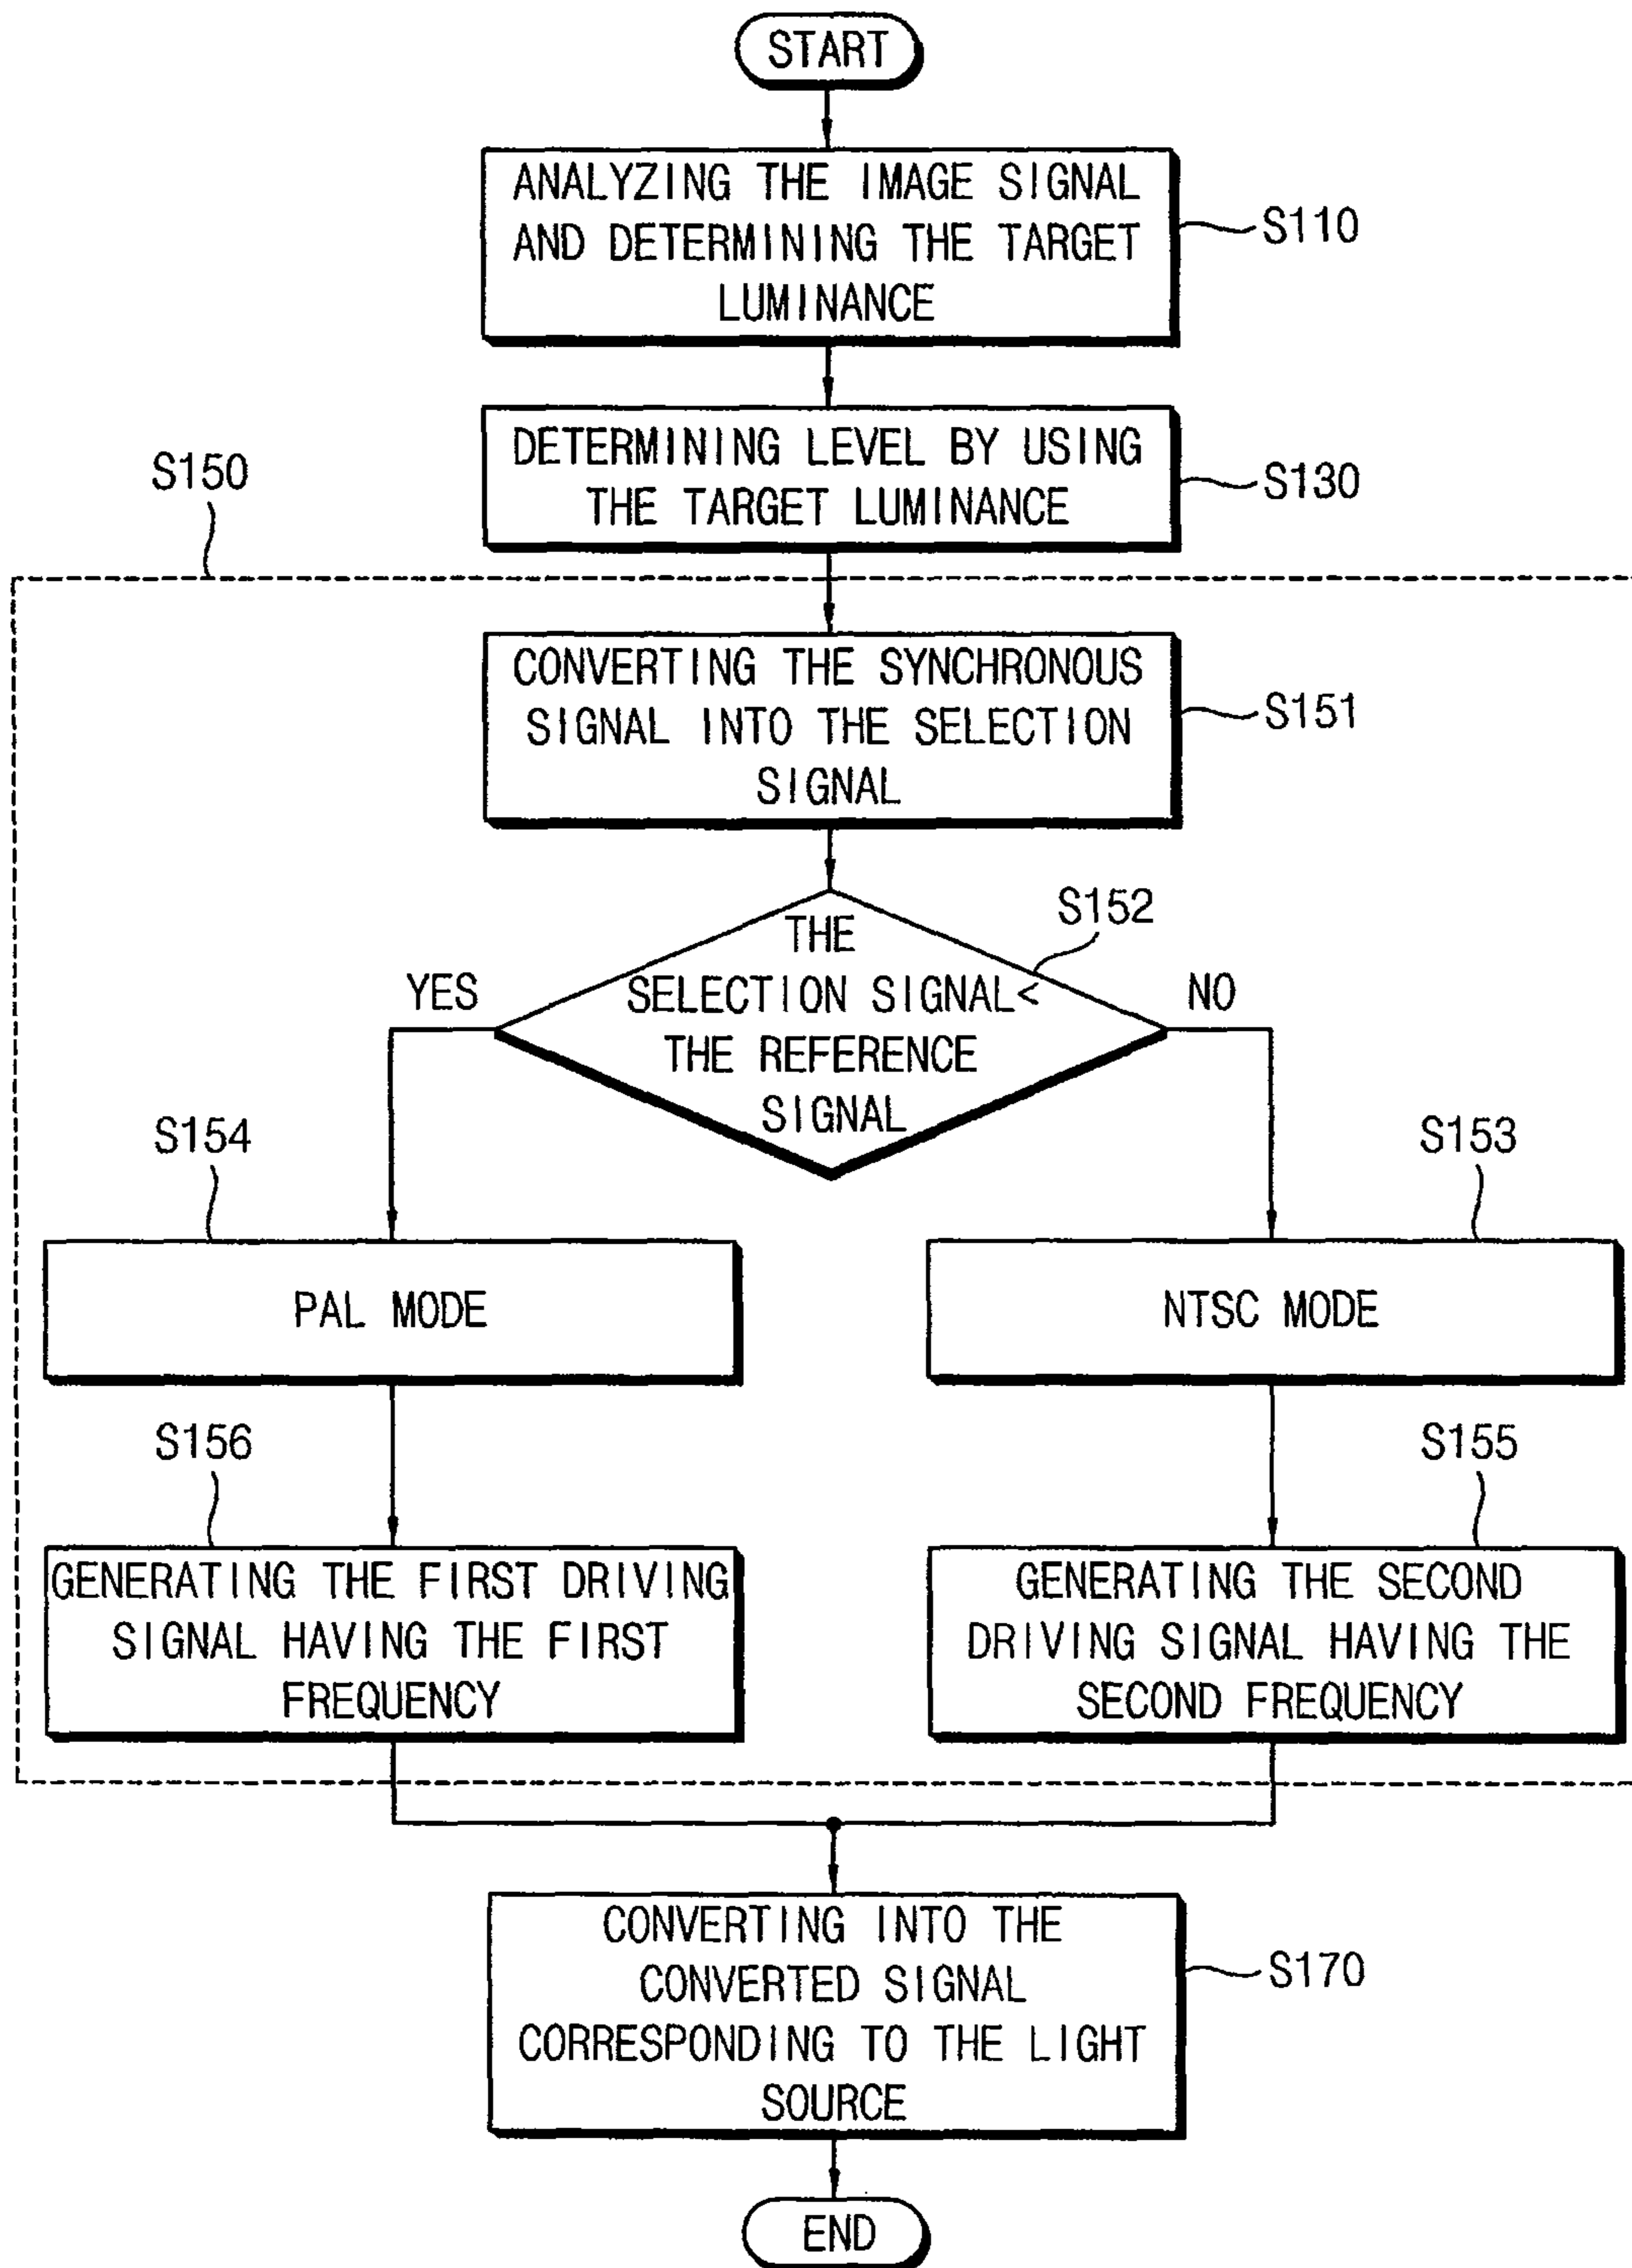 START
ANALYZING THE IMAGE SIGNAL
AND DETERMINING THE TARGET
LUMINANCE
S110
DETERMINING LEVEL BY USING
THE TARGET LUMINANCE
S130
S150
CONVERTING THE SYNCHRONOUS
SIGNAL INTO THE SELECTION
SIGNAL
S151
S152
THE
SELECTION SIGNAL<
THE REFERENCE
SIGNAL
YES
NO
S154
S153
PAL MODE
NTSC MODE
S156
S155
GENERATING THE FIRST DRIVING
SIGNAL HAVING THE FIRST
FREQUENCY
GENERATING THE SECOND
DRIVING SIGNAL HAVING THE
SECOND FREQUENCY
CONVERTING INTO THE
CONVERTED SIGNAL
CORRESPONDING TO THE LIGHT
SOURCE
S170
END